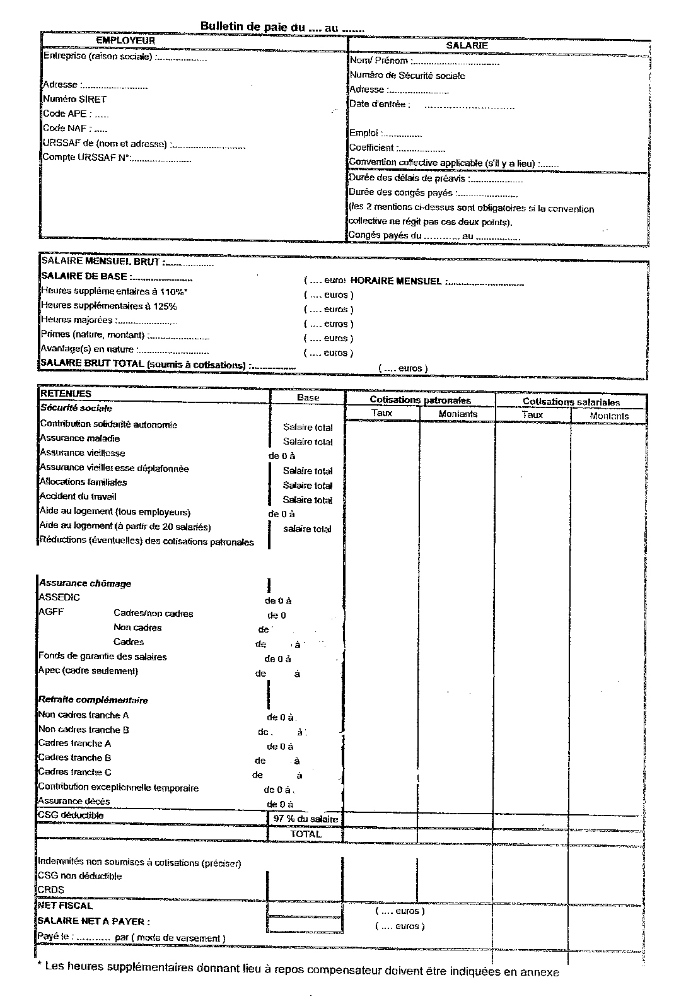 Bulletin de paie du .... au .......
EMPLOYEUR
Entreprise (raison sociale) :..................
Adresse :.......................
Numéro SIRET
Code APE : .....
Code NAF : .....
URSSAF de (nom et adresse) :..........................
Compte URSSAF N°:.....................
SALARIE
Nom/ Prénom :..............................
Numéro de Sécurité sociale
Adresse :.....................
Date d'entrée : ...............................
Emploi :.............
Coefficient :................
Convention collective applicable (s'il y a lieu) :.......
Durée des délais de préavis :..................
Durée des congés payés :.....................
(les 2 mentions ci-dessus sont obligatoires si la convention
collective ne régit pas ces deux points).
Congés payés du ............ au ...............
SALAIRE MENSUEL BRUT :.................
SALAIRE DE BASE :..................... ( .... euros HORAIRE MENSUEL :...........................
Heures supplémentaires à 110%* ( .... euros )
Heures supplémentaires à 125% ( .... euros )
Heures majorées :..................... ( .... euros )
Primes (nature, montant) :..................... ( .... euros )
Avantage(s) en nature :......................... ( .... euros )
SALAIRE BRUT TOTAL (soumis à cotisations) :............... ( .... euros )
RETENUES Base Cotisations patronales Cotisations salariales
Sécurité sociale Taux Montants Taux Montants
Contribution solidarité autonomie Salaire total
Assurance maladie Salaire total
Assurance vieillesse de 0 à
Assurance vieillesse déplafonnée Salaire total
Allocations familiales Salaire total
Accident du travail Salaire total
Aide au logement (tous employeurs) de 0 à
Aide au logement (à partir de 20 salariés) salaire total
Réductions (éventuelles) des cotisations patronales
Assurance chômage
ASSEDIC de 0 à
AGFF Cadres/non cadres de 0
Non cadres de
Cadres de à
Fonds de garantie des salaires de 0 à
Apec (cadre seulement) de à
Retraite complémentaire
Non cadres tranche A de 0 à
Non cadres tranche B de à
Cadres tranche A de 0 à
Cadres tranche B de à
Cadres tranche C de à
Contribution exceptionnelle temporaire de 0 à
Assurance décés de 0 à
CSG déductible 97 % du salaire
TOTAL
Indemnités non soumises à cotisations (préciser)
CSG non déductible
CRDS
NET FISCAL ( .... euros )
SALAIRE NET A PAYER : ( .... euros )
Payé le : ........... par ( mode de versement )
* Les heures supplémentaires donnant lieu à repos compensateur doivent être indiquées en annexe